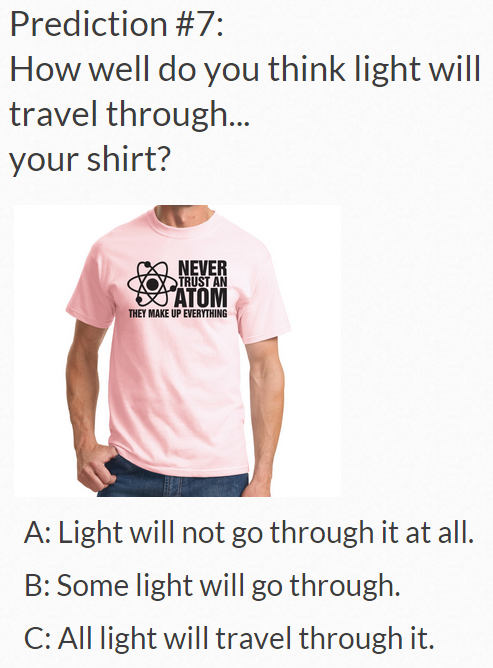 Prediction #7:
How well do you think light will
travel through...
your shirt?
NEVER
TRUST AN
ATOM
THEY MAKE UP EVERYTHING
A: Light will not go through it at all.
B: Some light will go through.
C: All light will travel through it.